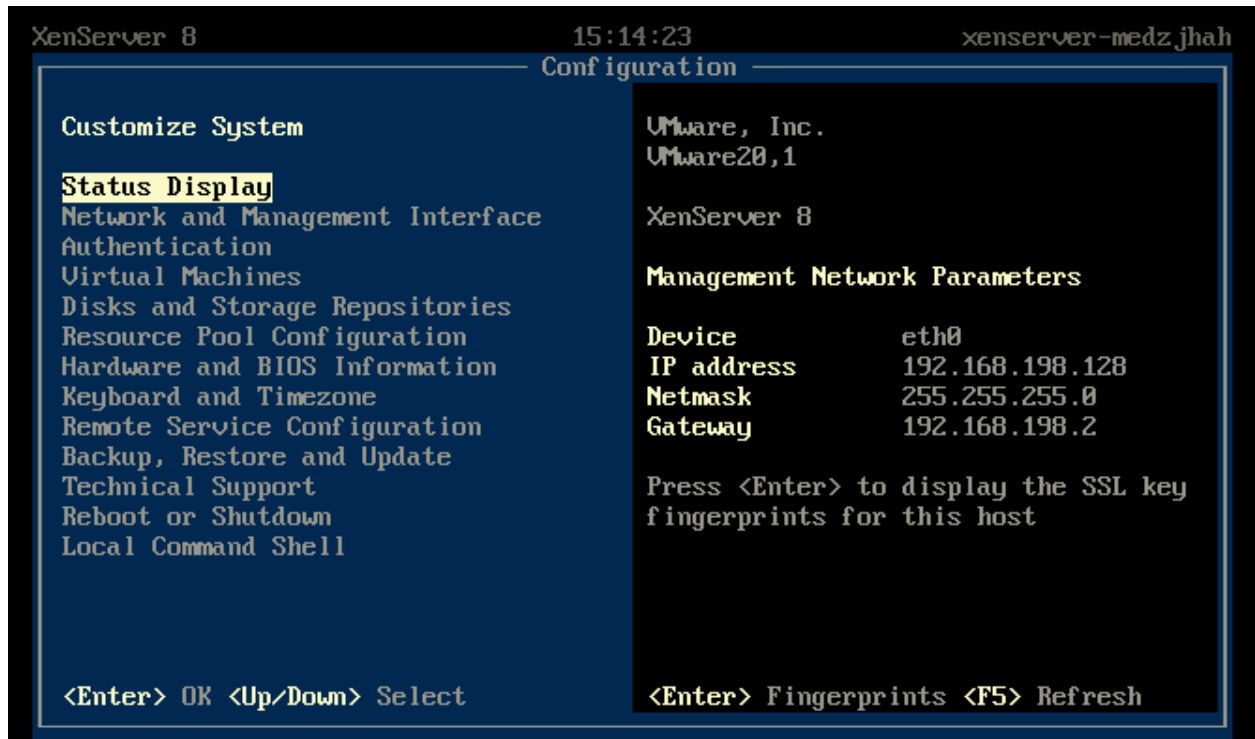 XenServer 8 15:14:23 xenserver-medzjhah
Configuration
Customize System
Status Display
Network and Management Interface
Authentication
Virtual Machines
Disks and Storage Repositories
Resource Pool Configuration
Hardware and BIOS Information
Keyboard and Timezone
Remote Service Configuration
Backup, Restore and Update
Technical Support
Reboot or Shutdown
Local Command Shell
<Enter> OK <Up/Down> Select
VMware, Inc.
VMware20,1
XenServer 8
Management Network Parameters
Device eth0
IP address 192.168.198.128
Netmask 255.255.255.0
Gateway 192.168.198.2
Press <Enter> to display the SSL key
fingerprints for this host
<Enter> Fingerprints <F5> Refresh